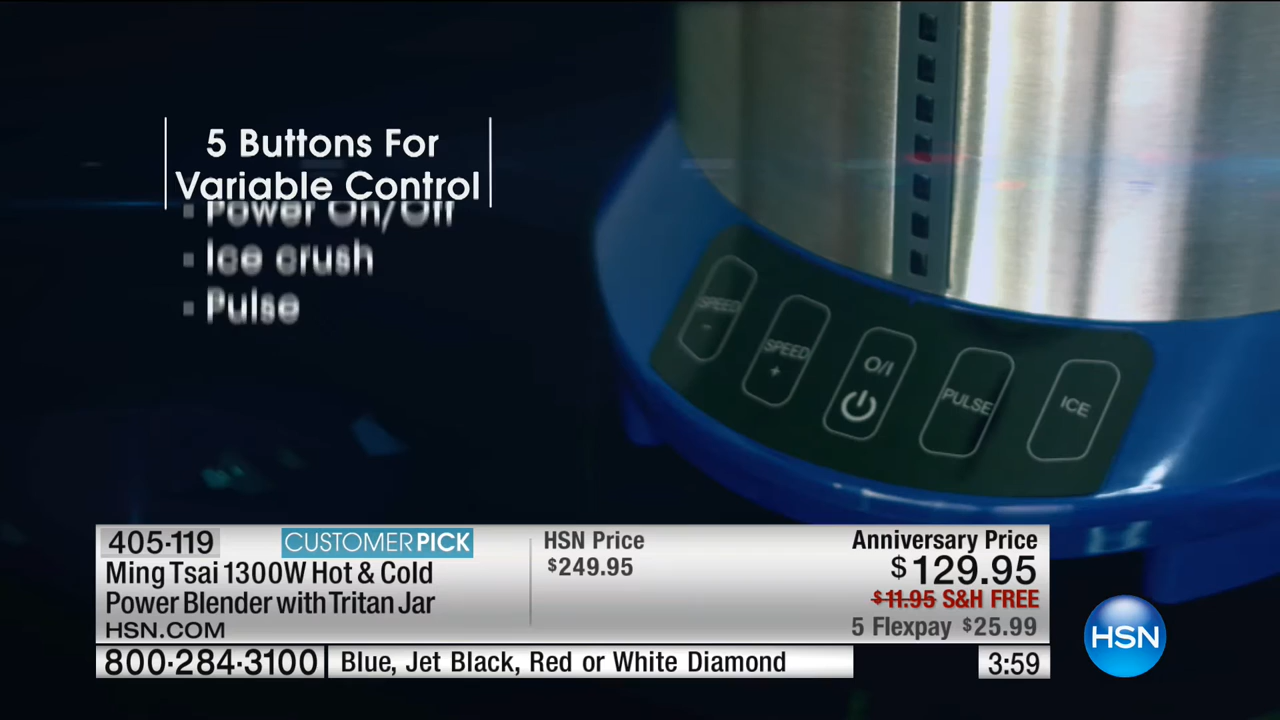 5 Buttons For
Variable Control
▪ Power On/Off
▪ Ice crush
▪ Pulse
SPEED
-
SPEED
+
O/I
PULSE
ICE
405-119
CUSTOMER PICK
Ming Tsai 1300W Hot & Cold
Power Blender with Tritan Jar
HSN.COM
HSN Price
$249.95
Anniversary Price
$129.95
$11.95 S&H FREE
5 Flexpay $25.99
HSN
800-284-3100
Blue, Jet Black, Red or White Diamond
3:59